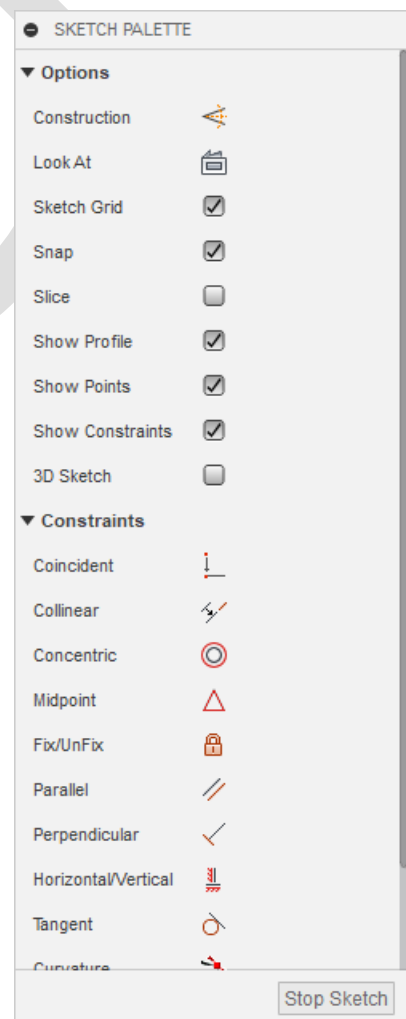 SKETCH PALETTE
Options
Construction
Look At
Sketch Grid
Snap
Slice
Show Profile
Show Points
Show Constraints
3D Sketch
Constraints
Coincident
Collinear
Concentric
Midpoint
Fix/UnFix
Parallel
Perpendicular
Horizontal/Vertical
Tangent
Curvature
Stop Sketch